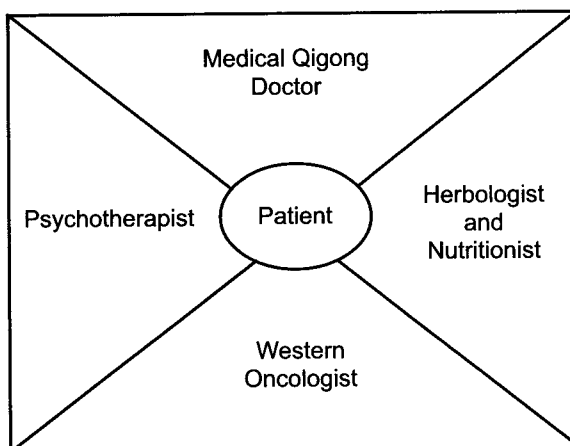 Medical Qigong
Doctor
Psychotherapist
Patient
Herbologist
and
Nutritionist
Western
Oncologist